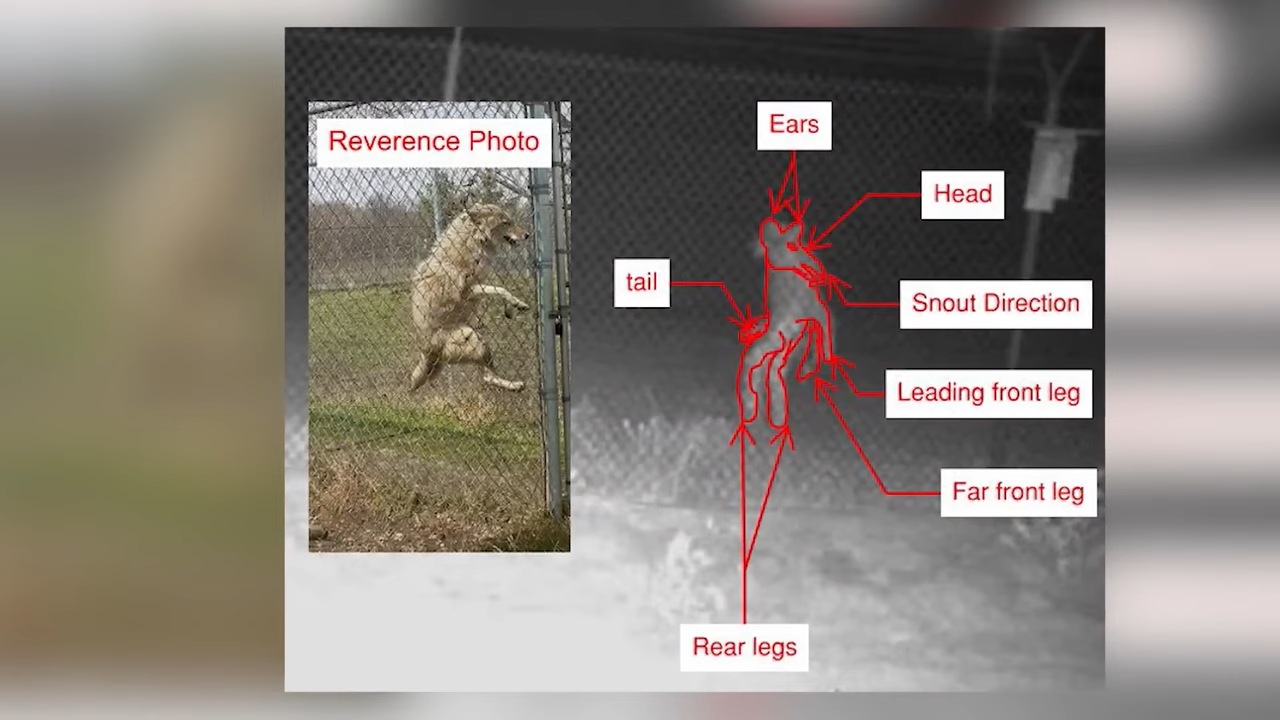 Reverence Photo
Ears
Head
tail
Snout Direction
Leading front leg
Far front leg
Rear legs